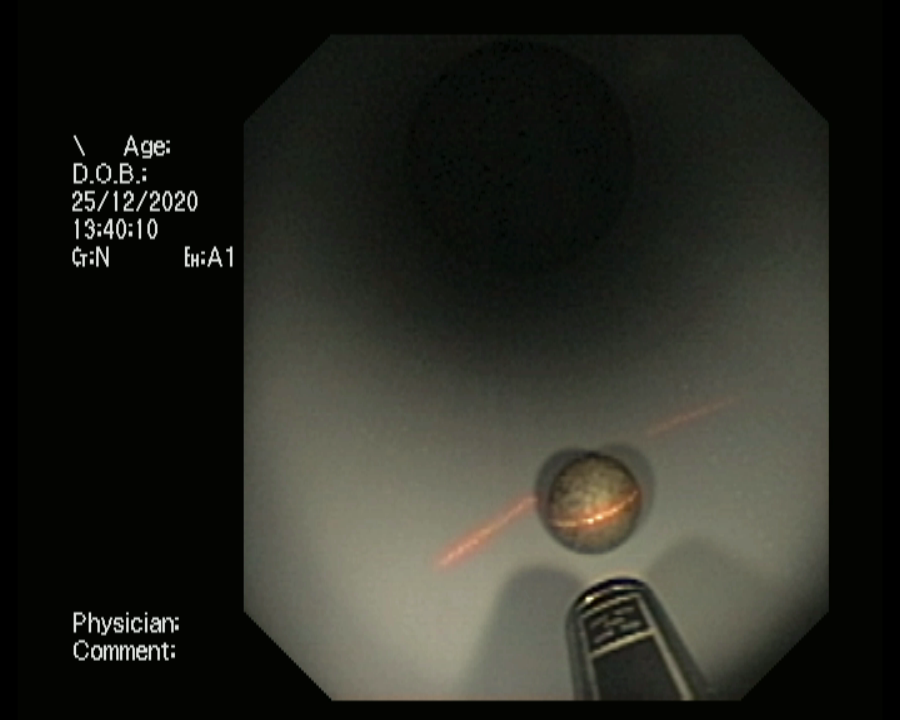 \ Age:
D.O.B.:
25/12/2020
13:40:10
Cr:N EH:A1
Physician:
Comment: